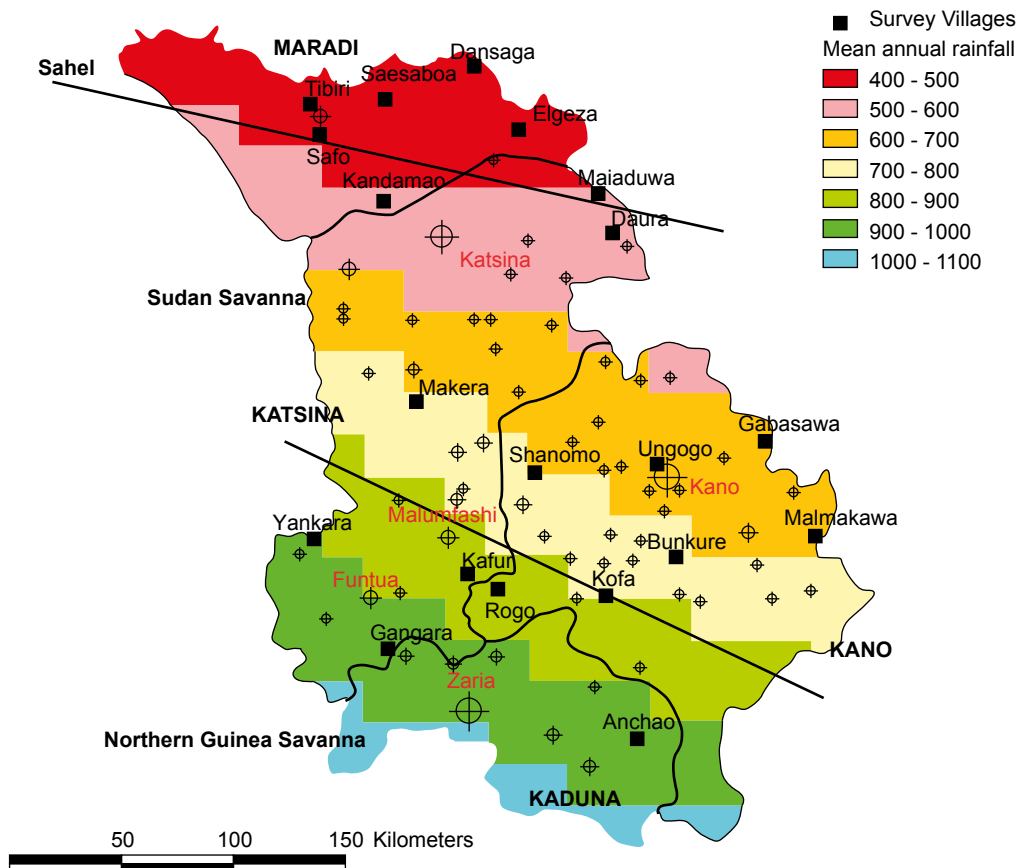 Survey Villages
Mean annual rainfall
400 - 500
500 - 600
600 - 700
700 - 800
800 - 900
900 - 1000
1000 - 1100
MARADI
Dansaga
Sahel
Saesaboa
Tibiri
Elgeza
Safo
Kandamao
Maiaduwa
Daura
Katsina
Sudan Savanna
Makera
KATSINA
Gabasawa
Shanomo
Ungogo
Kano
Malumfashi
Yankara
Malmakawa
Bunkure
Kafur
Funtua
Kofa
Rogo
Gangara
KANO
Zaria
Anchao
Northern Guinea Savanna
KADUNA
50 100 150 Kilometers